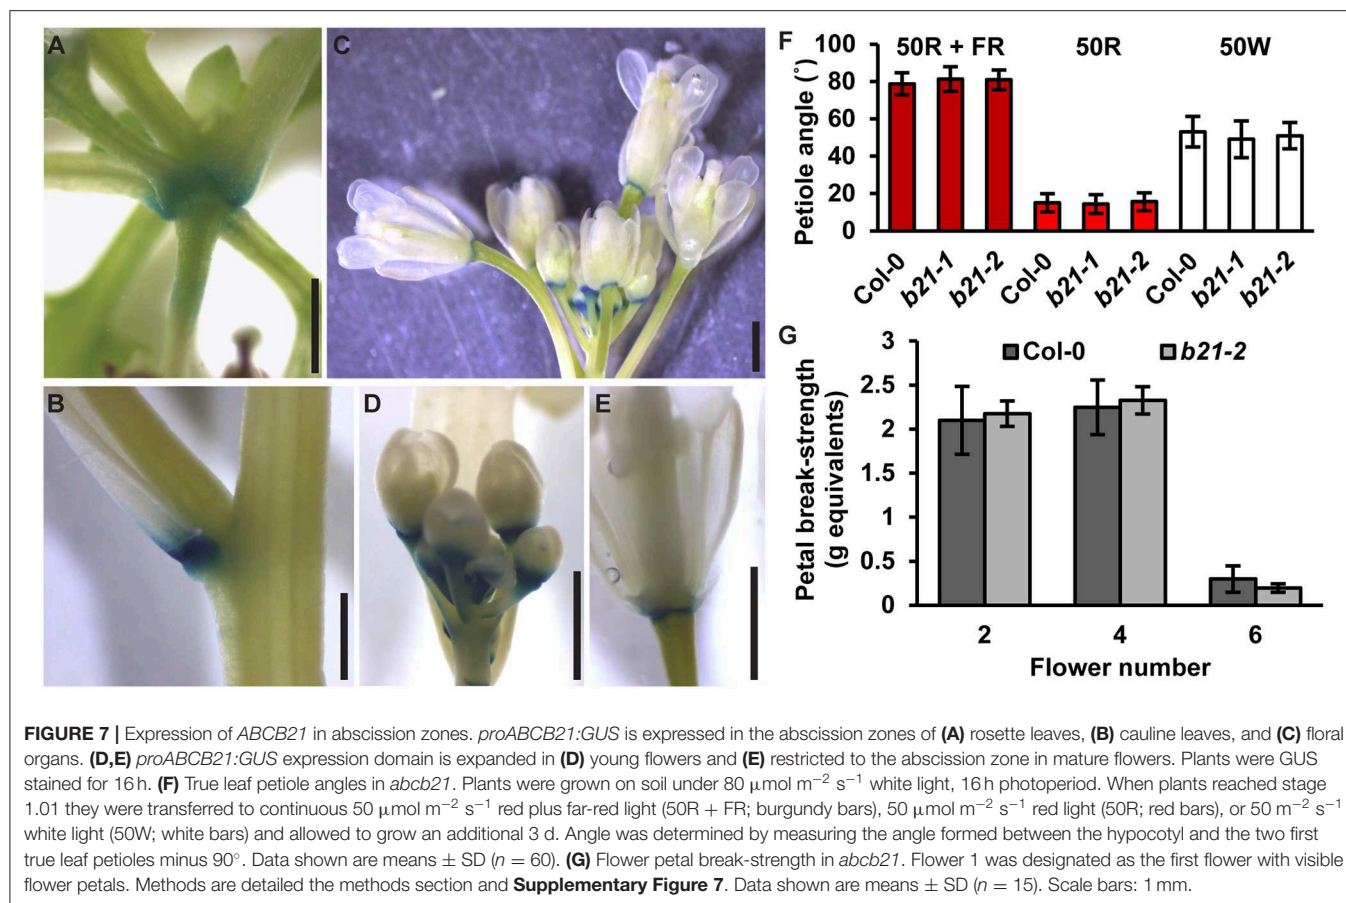 A
C
B
D
E
F
50R + FR 50R 50W
Petiole angle (°)
100
80
60
40
20
0
Col-0 b21-1 b21-2 Col-0 b21-1 b21-2 Col-0 b21-1 b21-2
G
Col-0 b21-2
Petal break-strength
(g equivalents)
3
2.5
2
1.5
1
0.5
0
2 4 6
Flower number
FIGURE 7 | Expression of ABCB21 in abscission zones. proABCB21:GUS is expressed in the abscission zones of (A) rosette leaves, (B) cauline leaves, and (C) floral
organs. (D,E) proABCB21:GUS expression domain is expanded in (D) young flowers and (E) restricted to the abscission zone in mature flowers. Plants were GUS
stained for 16 h. (F) True leaf petiole angles in abcb21. Plants were grown on soil under 80 μmol m⁻² s⁻¹ white light, 16 h photoperiod. When plants reached stage
1.01 they were transferred to continuous 50 μmol m⁻² s⁻¹ red plus far-red light (50R + FR; burgundy bars), 50 μmol m⁻² s⁻¹ red light (50R; red bars), or 50 m⁻² s⁻¹
white light (50W; white bars) and allowed to grow an additional 3 d. Angle was determined by measuring the angle formed between the hypocotyl and the two first
true leaf petioles minus 90°. Data shown are means ± SD (n = 60). (G) Flower petal break-strength in abcb21. Flower 1 was designated as the first flower with visible
flower petals. Methods are detailed the methods section and Supplementary Figure 7. Data shown are means ± SD (n = 15). Scale bars: 1 mm.